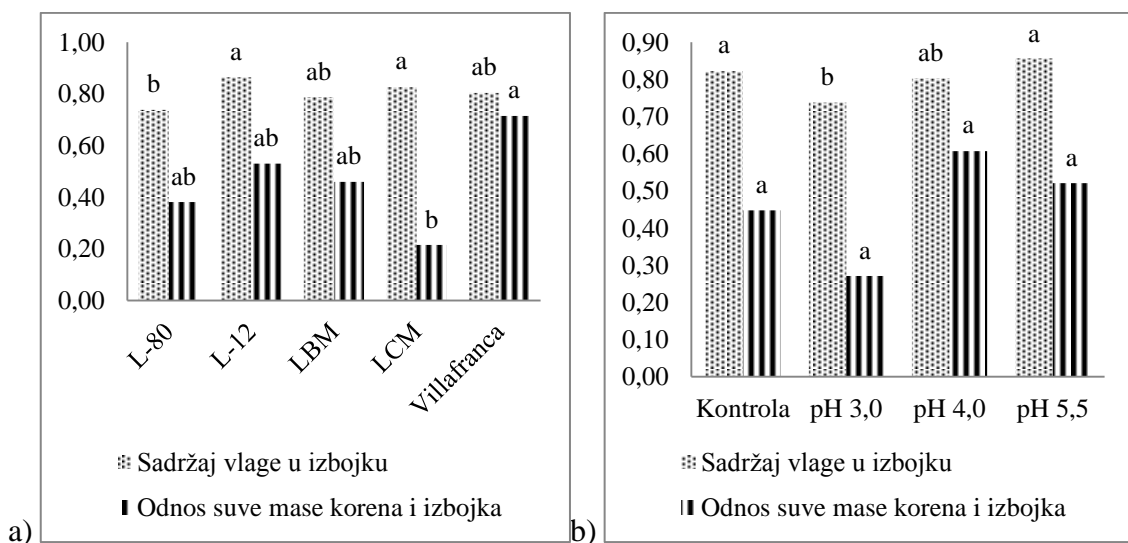 1,00
0,80
0,60
0,40
0,20
0,00
b
ab
a
ab
ab
ab
a
b
ab
a
L-80
L-12
LBM
LCM
Villafranca
Sadržaj vlage u izbojku
Odnos suve mase korena i izbojka
a)
0,90
0,80
0,70
0,60
0,50
0,40
0,30
0,20
0,10
0,00
a
a
b
a
ab
a
a
a
Kontrola pH 3,0 pH 4,0 pH 5,5
Sadržaj vlage u izbojku
Odnos suve mase korena i izbojka
b)